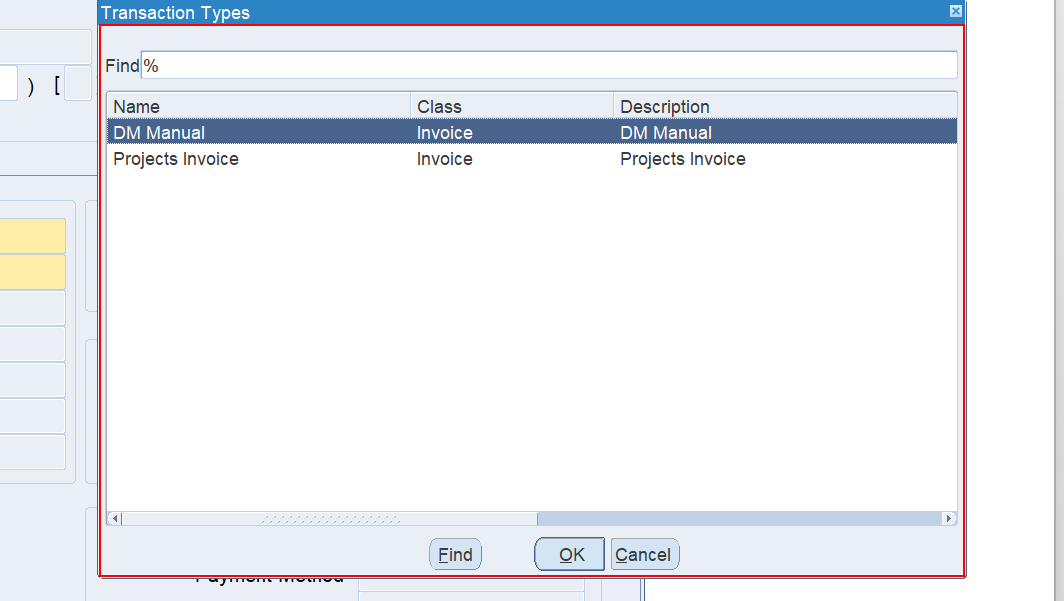 Transaction Types
) [
Find %
Name Class Description
DM Manual Invoice DM Manual
Projects Invoice Invoice Projects Invoice
Find OK Cancel
Payment Method